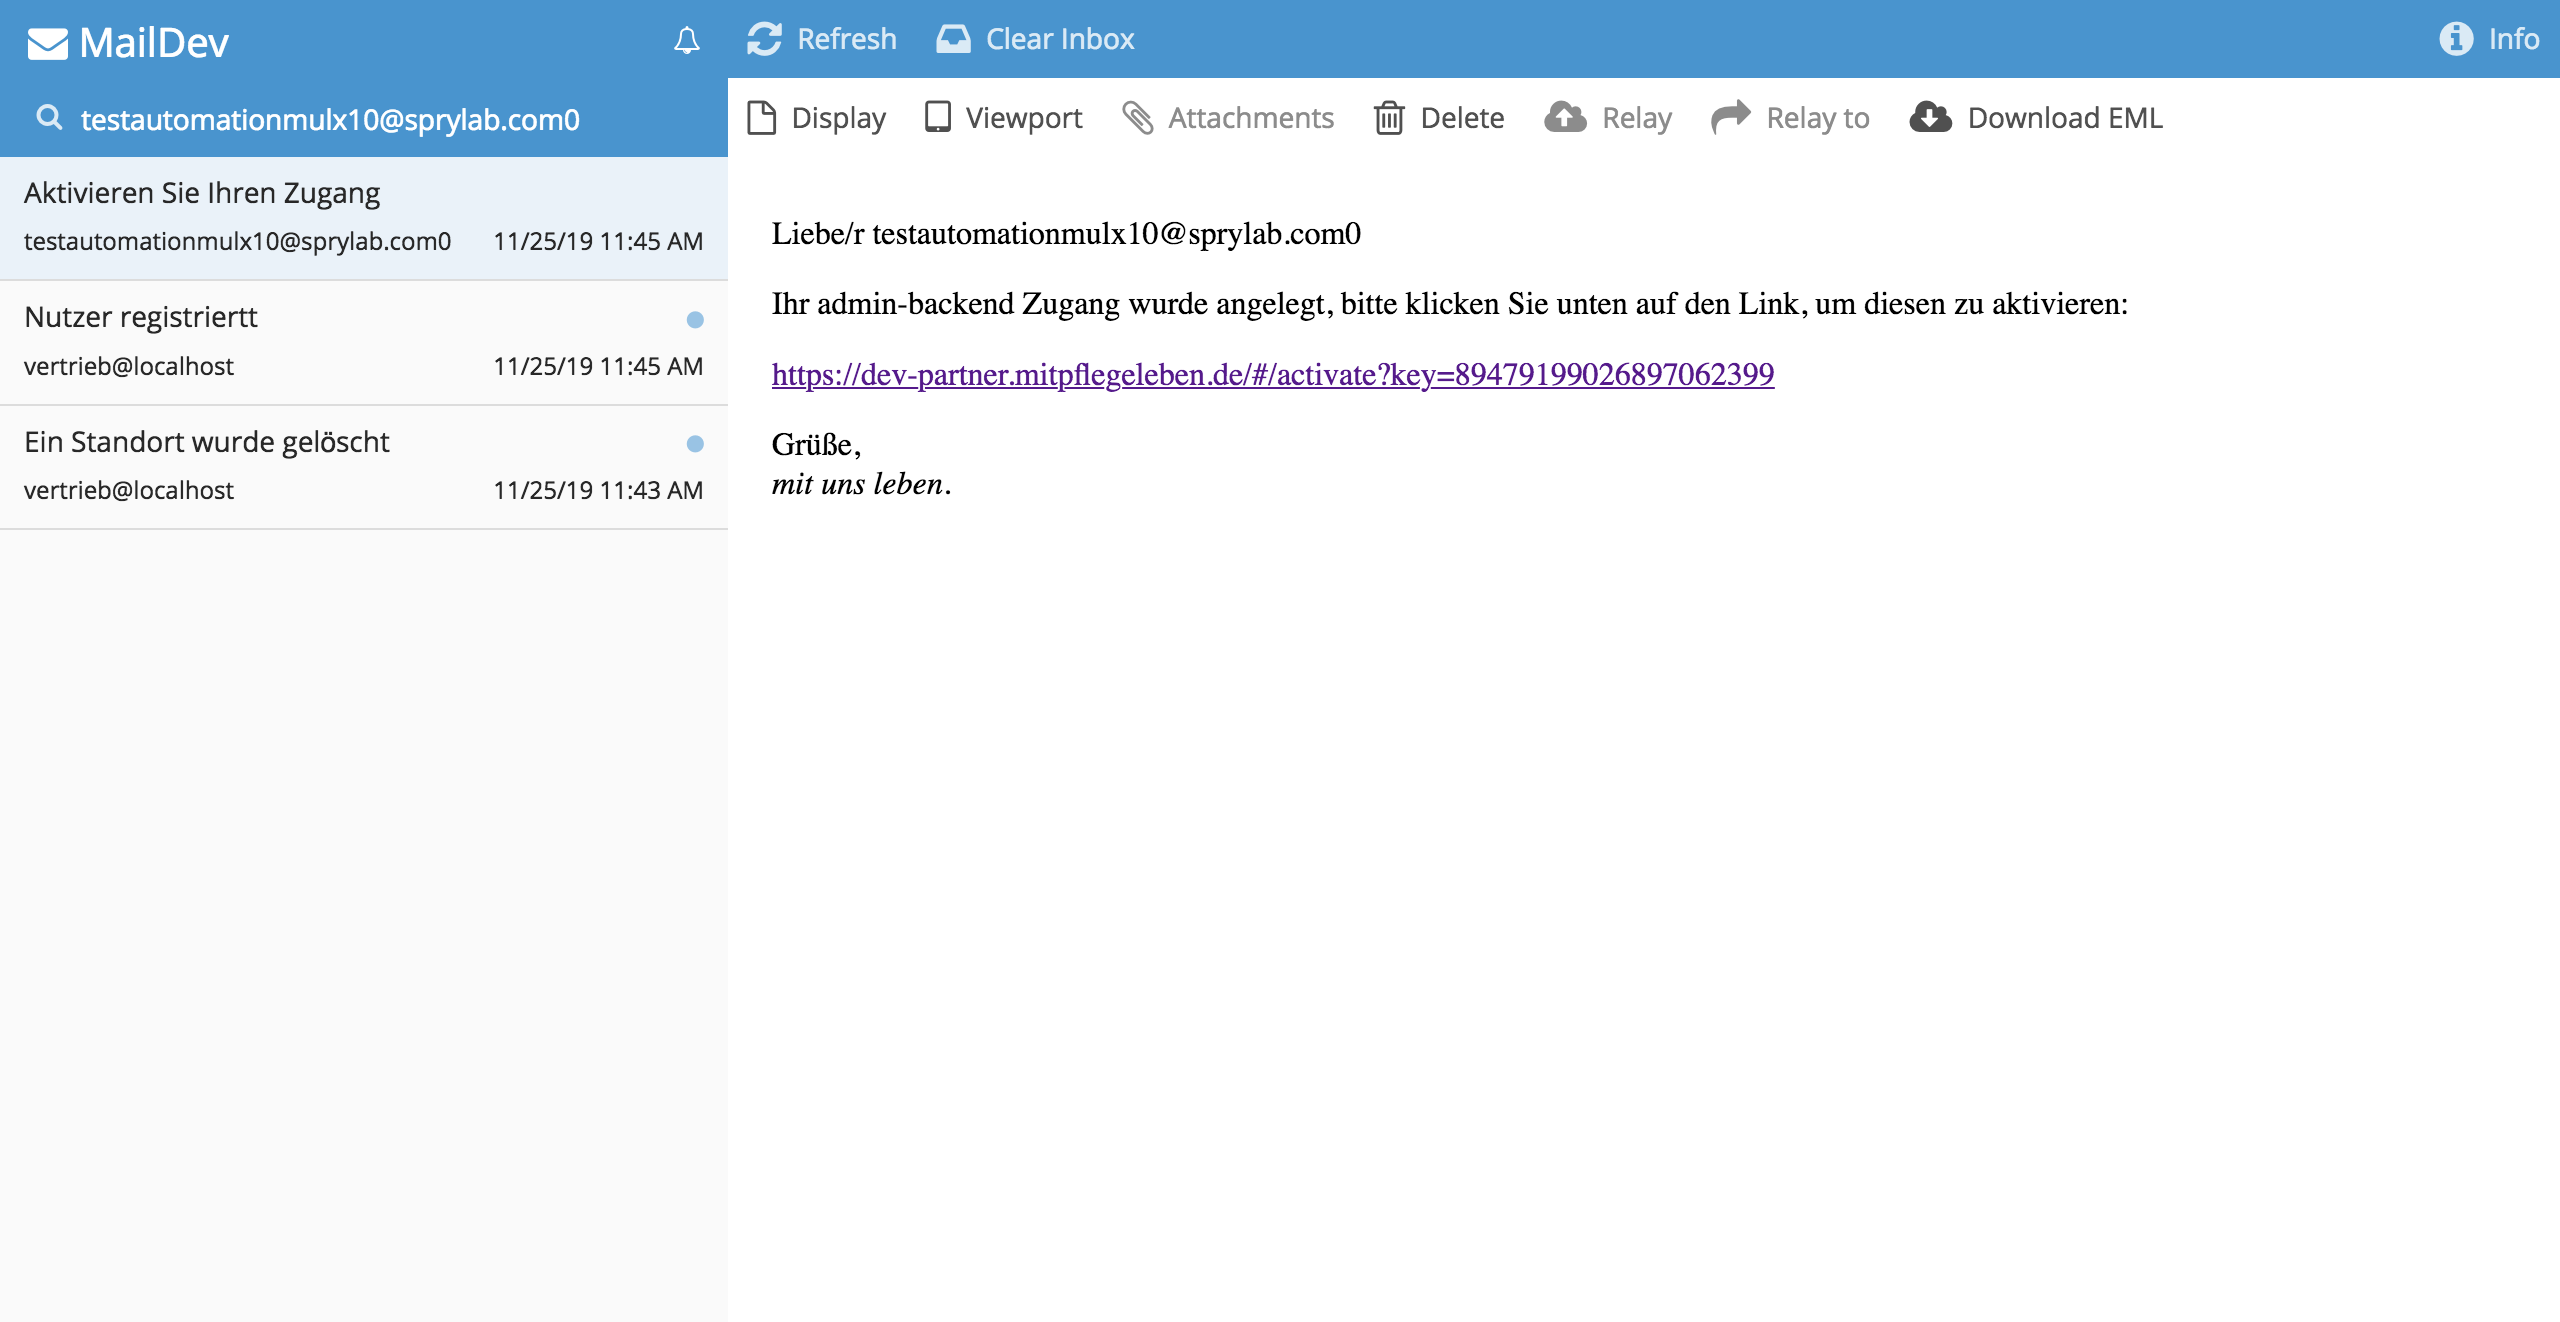 MailDev
testautomationmulx10@sprylab.com0
Aktivieren Sie Ihren Zugang
testautomationmulx10@sprylab.com0 11/25/19 11:45 AM
Nutzer registriertt
vertrieb@localhost 11/25/19 11:45 AM
Ein Standort wurde gelöscht
vertrieb@localhost 11/25/19 11:43 AM
Refresh Clear Inbox Info
Display Viewport Attachments Delete Relay Relay to Download EML
Liebe/r testautomationmulx10@sprylab.com0
Ihr admin-backend Zugang wurde angelegt, bitte klicken Sie unten auf den Link, um diesen zu aktivieren:
https://dev-partner.mitpflegeleben.de/#/activate?key=89479199026897062399
Grüße,
mit uns leben.